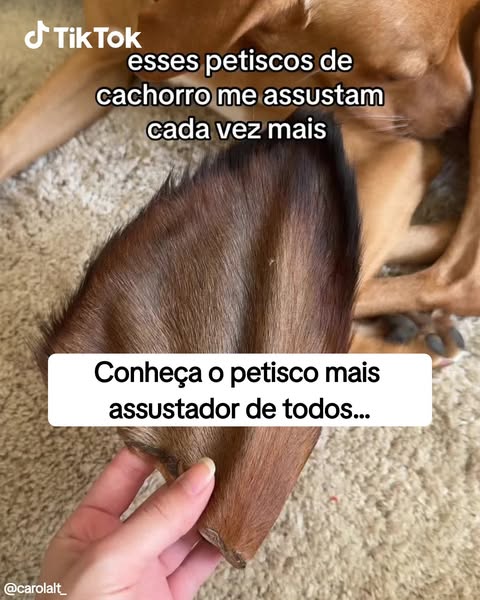 TikTok
esses petiscos de
cachorro me assustam
cada vez mais
Conheça o petisco mais
assustador de todos...
@carolalt_